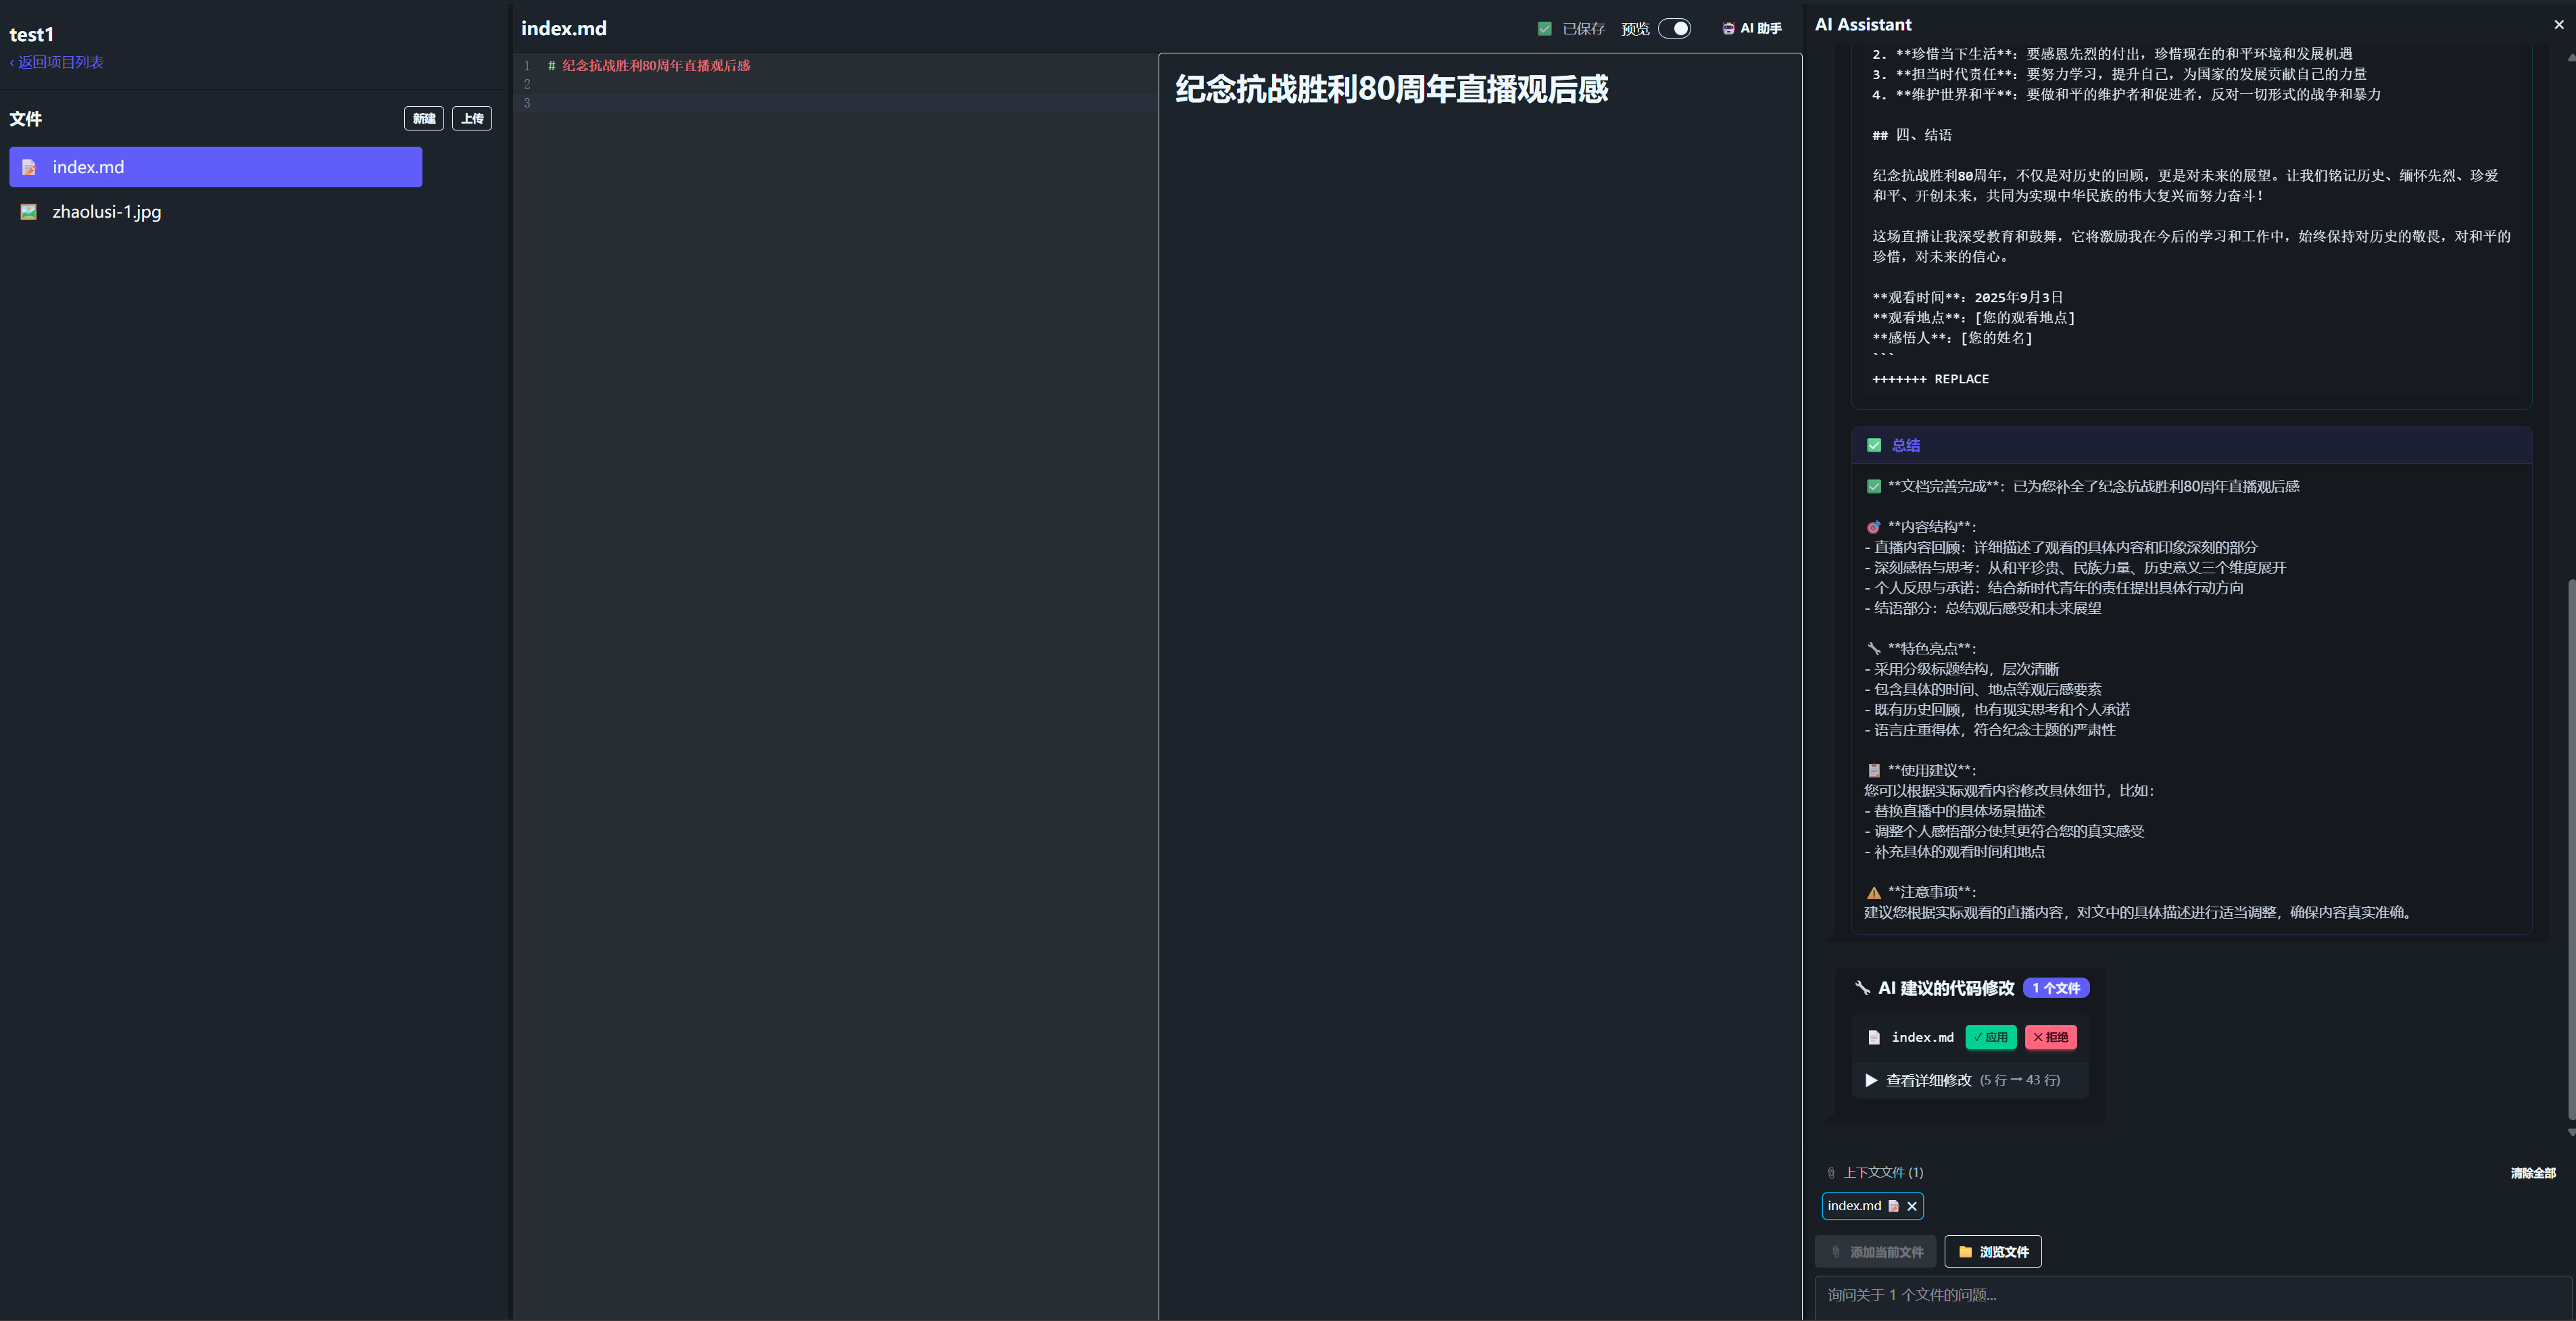 test1
‹ 返回项目列表
文件
新建
上传
index.md
zhaolusi-1.jpg
index.md
已保存
预览
AI 助手
1 # 纪念抗战胜利80周年直播观后感
2
3
纪念抗战胜利80周年直播观后感
AI Assistant
2. **珍惜当下生活**: 要感恩先烈的付出，珍惜现在的和平环境和发展机遇
3. **担当时代责任**: 要努力学习，提升自己，为国家的发展贡献自己的力量
4. **维护世界和平**: 要做和平的维护者和促进者，反对一切形式的战争和暴力
## 四、结语
纪念抗战胜利80周年，不仅是对历史的回顾，更是对未来的展望。让我们铭记历史、缅怀先烈、珍爱
和平、开创未来，共同为实现中华民族的伟大复兴而努力奋斗！
这场直播让我深受教育和鼓舞，它将激励我在今后的学习和工作中，始终保持对历史的敬畏，对和平的
珍惜，对未来的信心。
**观看时间**: 2025年9月3日
**观看地点**: [您的观看地点]
**感悟人**: [您的姓名]
```
+++++++ REPLACE
总结
**文档完善完成**：已为您补全了纪念抗战胜利80周年直播观后感
**内容结构**：
- 直播内容回顾：详细描述了观看的具体内容和印象深刻的部分
- 深刻感悟与思考：从和平珍贵、民族力量、历史意义三个维度展开
- 个人反思与承诺：结合新时代青年的责任提出具体行动方向
- 结语部分：总结观后感受和未来展望
**特色亮点**：
- 采用分级标题结构，层次清晰
- 包含具体的时间、地点等观后感要素
- 既有历史回顾，也有现实思考和个人承诺
- 语言庄重得体，符合纪念主题的严肃性
**使用建议**：
您可以根据实际观看内容修改具体细节，比如：
- 替换直播中的具体场景描述
- 调整个人感悟部分使其更符合您的真实感受
- 补充具体的观看时间和地点
**注意事项**：
建议您根据实际观看的直播内容，对文中的具体描述进行适当调整，确保内容真实准确。
AI 建议的代码修改 1 个文件
index.md ✓ 应用 ✕ 拒绝
▶ 查看详细修改 (5 行 → 43 行)
上下文文件 (1)
清除全部
index.md ✕
添加当前文件
浏览文件
询问关于 1 个文件的问题...